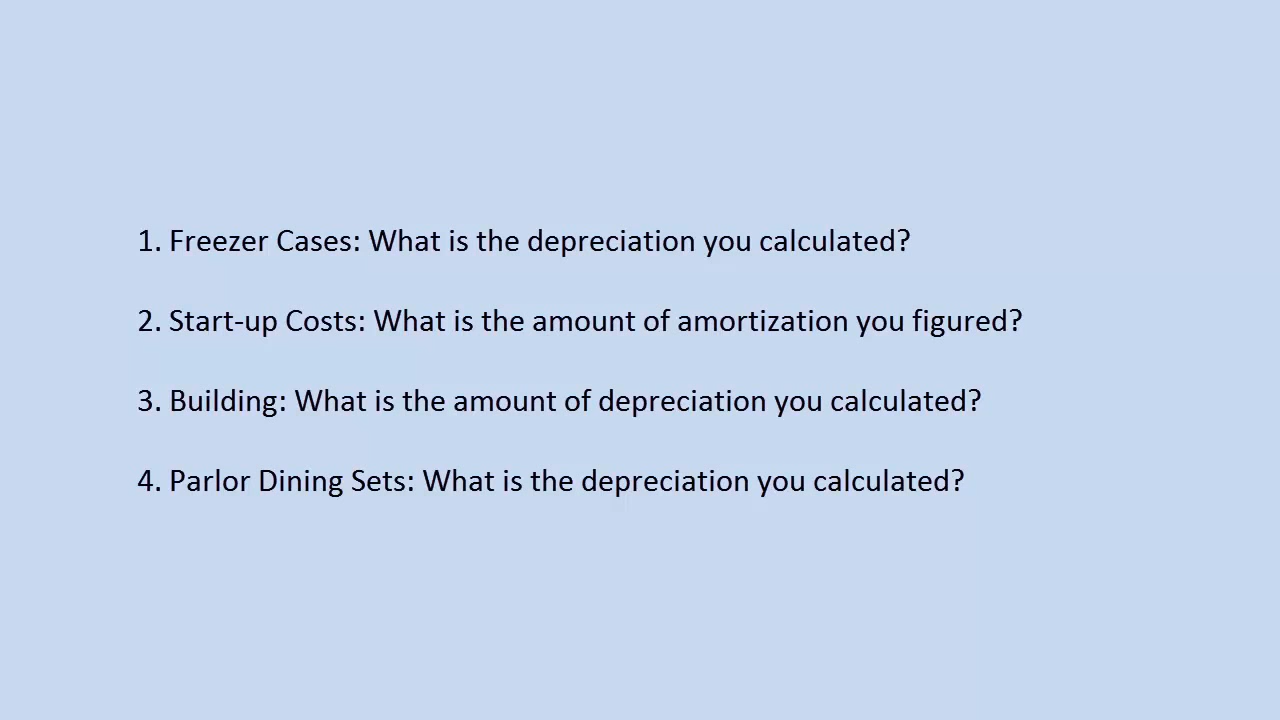 1. Freezer Cases: What is the depreciation you calculated?
2. Start-up Costs: What is the amount of amortization you figured?
3. Building: What is the amount of depreciation you calculated?
4. Parlor Dining Sets: What is the depreciation you calculated?